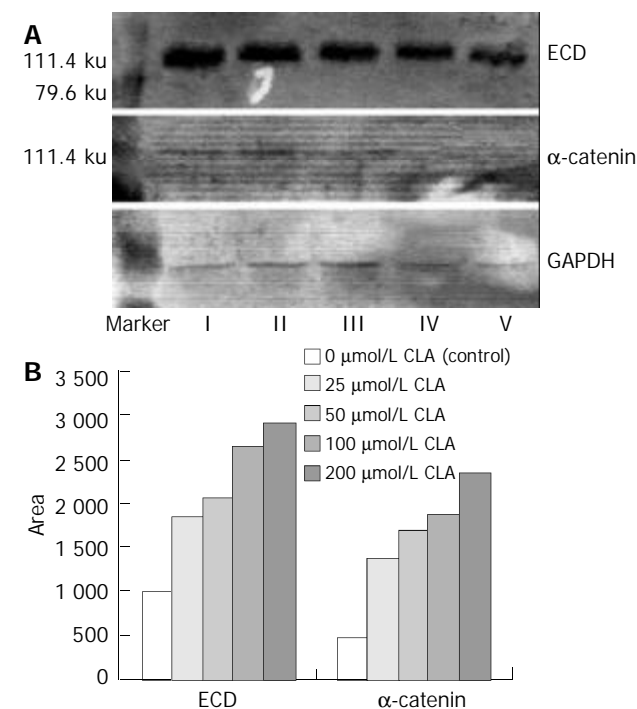 A
111.4 ku
79.6 ku
ECD
111.4 ku
α-catenin
GAPDH
Marker I II III IV V
B
0 μmol/L CLA (control)
25 μmol/L CLA
50 μmol/L CLA
100 μmol/L CLA
200 μmol/L CLA
3 500
3 000
2 500
2 000
1 500
1 000
500
0
Area
ECD α-catenin